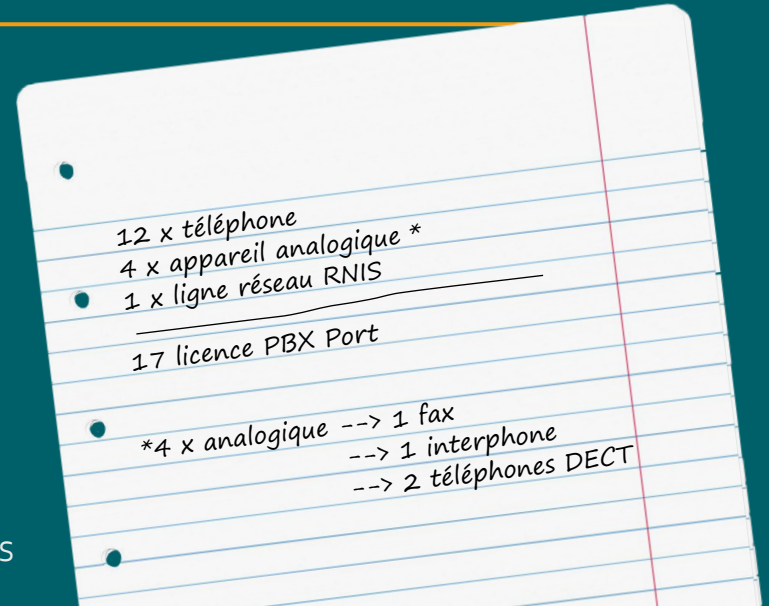 12 x téléphone
4 x appareil analogique *
1 x ligne réseau RNIS
17 licence PBX Port
*4 x analogique --> 1 fax
--> 1 interphone
--> 2 téléphones DECT
s